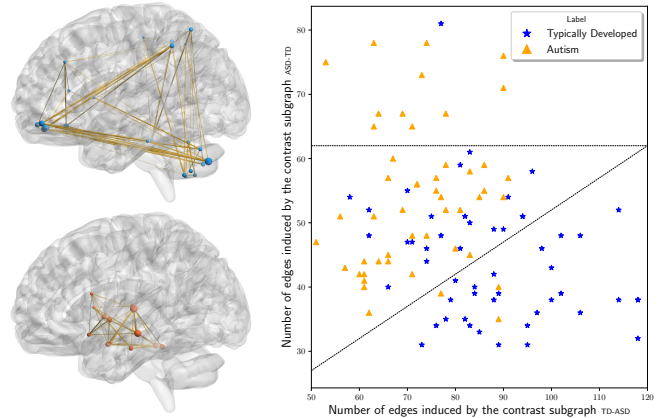 Label
Typically Developed
Autism
Number of edges induced by the contrast subgraph ASD-TD
80
70
60
50
40
30
50 60 70 80 90 100 110 120
Number of edges induced by the contrast subgraph TD-ASD